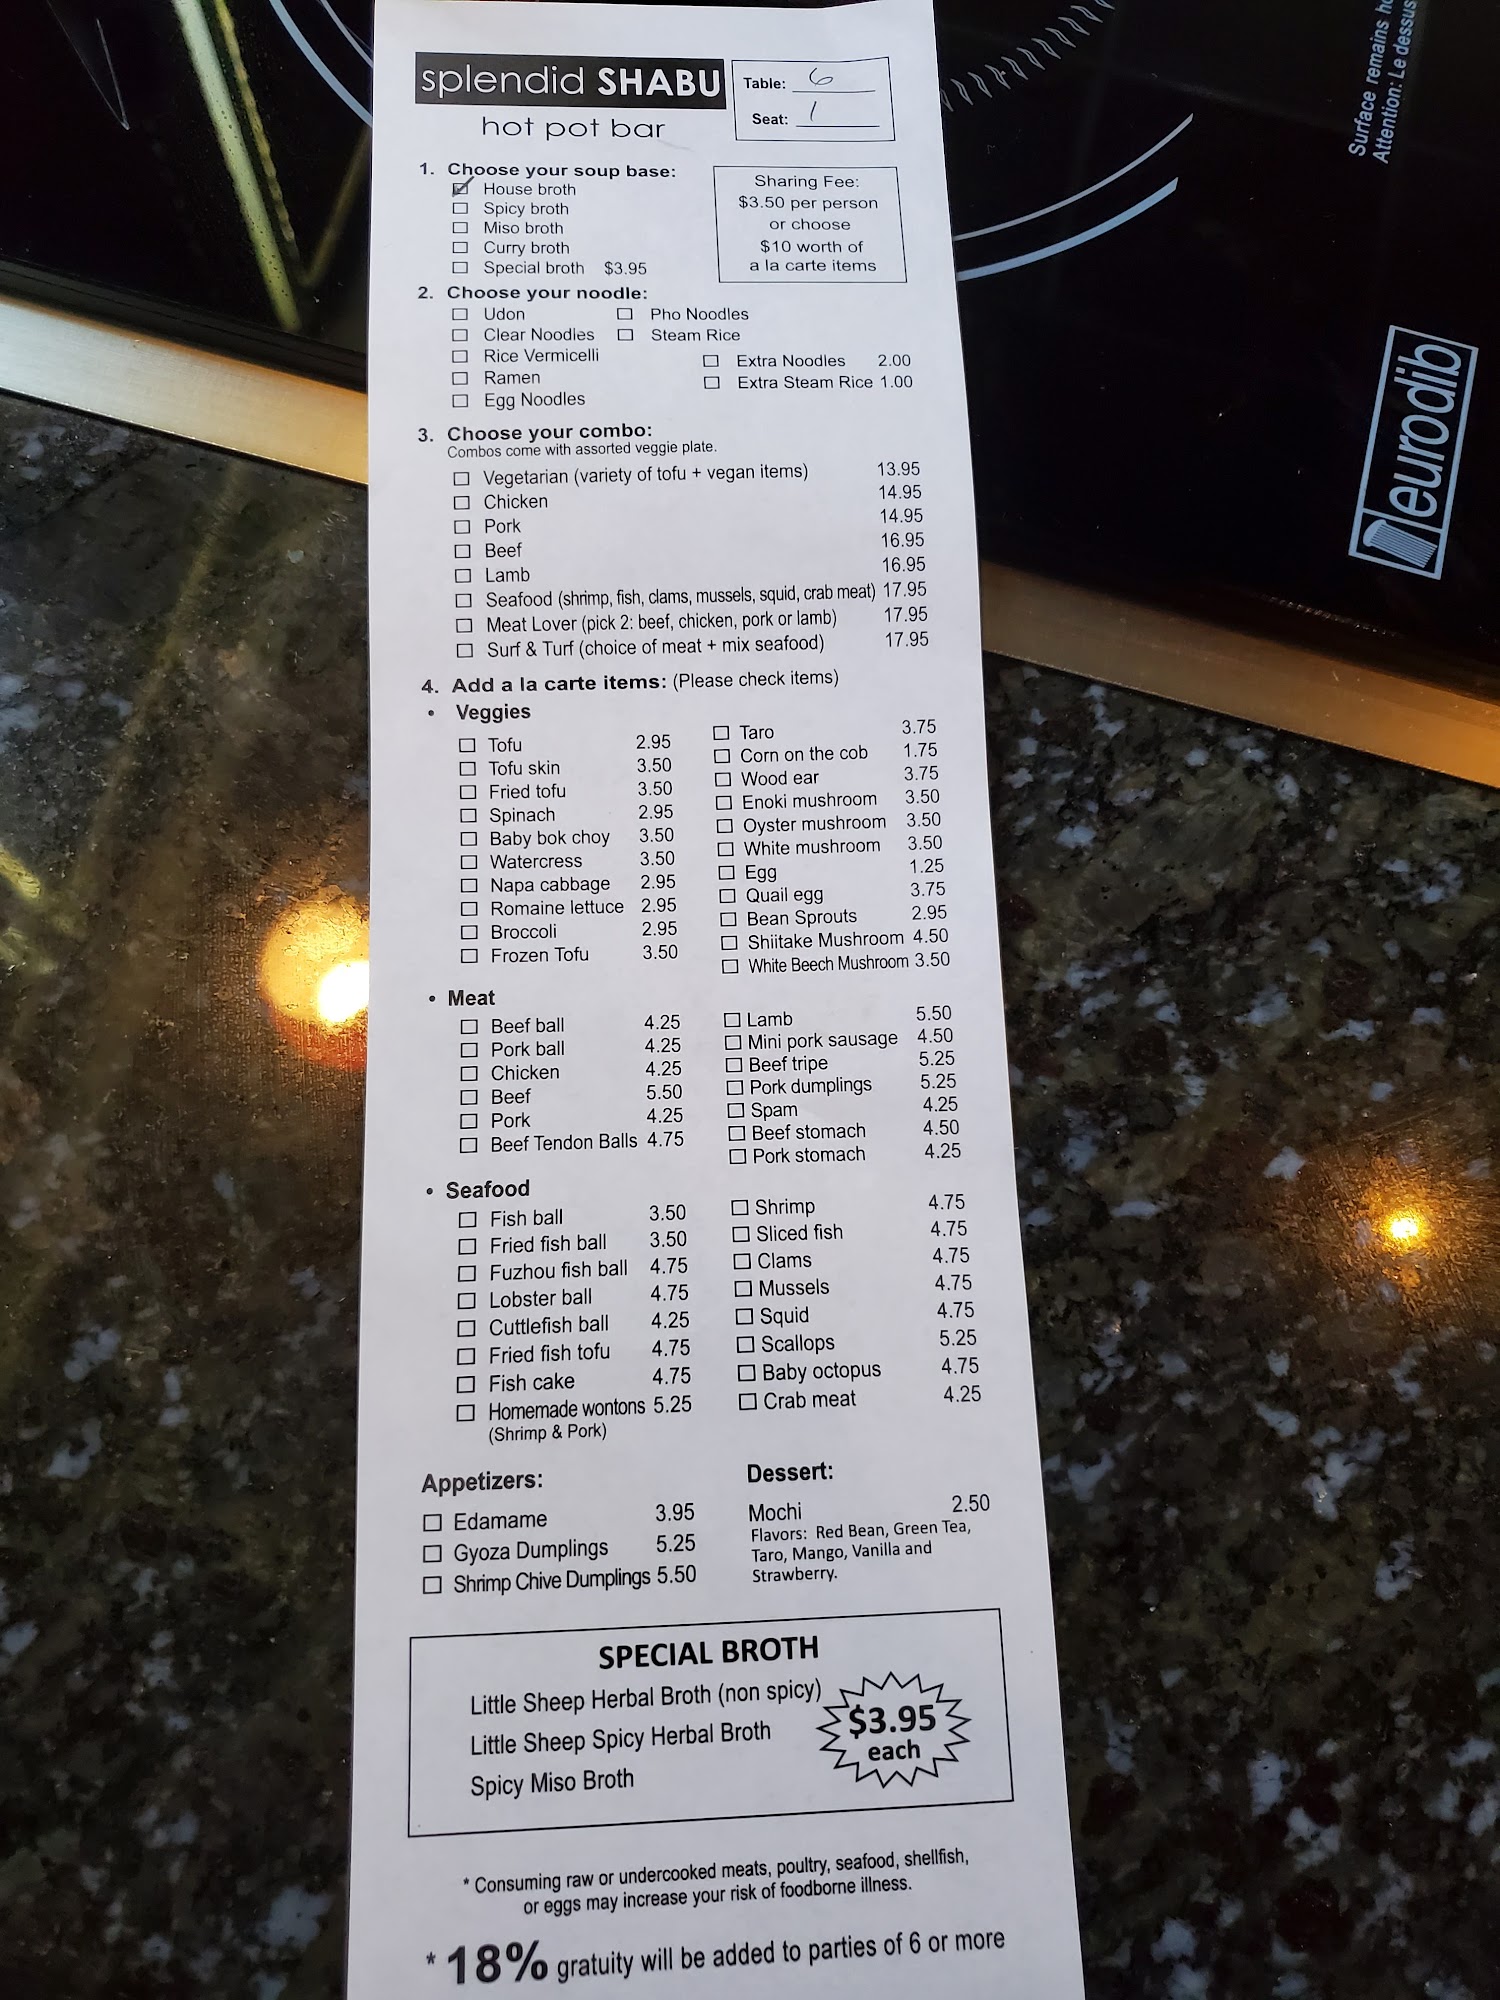 splendid SHABU
hot pot bar
Table: 6
Seat: 1
1. Choose your soup base:
House broth
Spicy broth
Miso broth
Curry broth
Special broth $3.95
Sharing Fee:
$3.50 per person
or choose
$10 worth of
a la carte items
2. Choose your noodle:
Udon
Clear Noodles
Rice Vermicelli
Ramen
Egg Noodles
Pho Noodles
Steam Rice
Extra Noodles 2.00
Extra Steam Rice 1.00
3. Choose your combo:
Combos come with assorted veggie plate.
Vegetarian (variety of tofu + vegan items) 13.95
Chicken 14.95
Pork 14.95
Beef 16.95
Lamb 16.95
Seafood (shrimp, fish, clams, mussels, squid, crab meat) 17.95
Meat Lover (pick 2: beef, chicken, pork or lamb) 17.95
Surf & Turf (choice of meat + mix seafood) 17.95
4. Add a la carte items: (Please check items)
• Veggies
Tofu 2.95
Tofu skin 3.50
Fried tofu 3.50
Spinach 2.95
Baby bok choy 3.50
Watercress 3.50
Napa cabbage 2.95
Romaine lettuce 2.95
Broccoli 2.95
Frozen Tofu 3.50
Taro 3.75
Corn on the cob 1.75
Wood ear 3.75
Enoki mushroom 3.50
Oyster mushroom 3.50
White mushroom 3.50
Egg 1.25
Quail egg 3.75
Bean Sprouts 2.95
Shiitake Mushroom 4.50
White Beech Mushroom 3.50
• Meat
Beef ball 4.25
Pork ball 4.25
Chicken 4.25
Beef 5.50
Pork 4.25
Beef Tendon Balls 4.75
Lamb 5.50
Mini pork sausage 4.50
Beef tripe 5.25
Pork dumplings 5.25
Spam 4.25
Beef stomach 4.50
Pork stomach 4.25
• Seafood
Fish ball 3.50
Fried fish ball 3.50
Fuzhou fish ball 4.75
Lobster ball 4.75
Cuttlefish ball 4.25
Fried fish tofu 4.75
Fish cake 4.75
Homemade wontons 5.25
(Shrimp & Pork)
Shrimp 4.75
Sliced fish 4.75
Clams 4.75
Mussels 4.75
Squid 4.75
Scallops 5.25
Baby octopus 4.75
Crab meat 4.25
Appetizers:
Edamame 3.95
Gyoza Dumplings 5.25
Shrimp Chive Dumplings 5.50
Dessert:
Mochi 2.50
Flavors: Red Bean, Green Tea,
Taro, Mango, Vanilla and
Strawberry.
SPECIAL BROTH
Little Sheep Herbal Broth (non spicy)
Little Sheep Spicy Herbal Broth
Spicy Miso Broth
$3.95
each
* Consuming raw or undercooked meats, poultry, seafood, shellfish,
or eggs may increase your risk of foodborne illness.
* 18% gratuity will be added to parties of 6 or more
Surface remains
Attention: Le dessus
eurodib